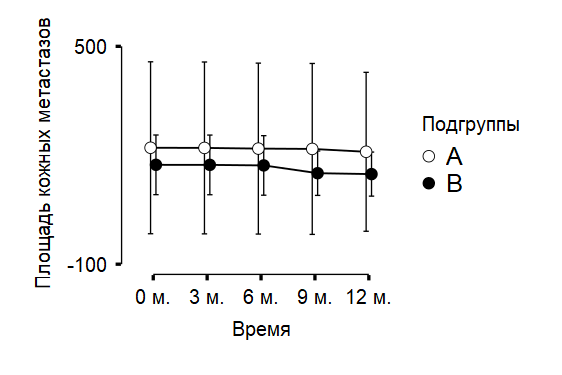 Площадь кожных метастазов
500
-100
0 м. 3 м. 6 м. 9 м. 12 м.
Время
Подгруппы
A
B